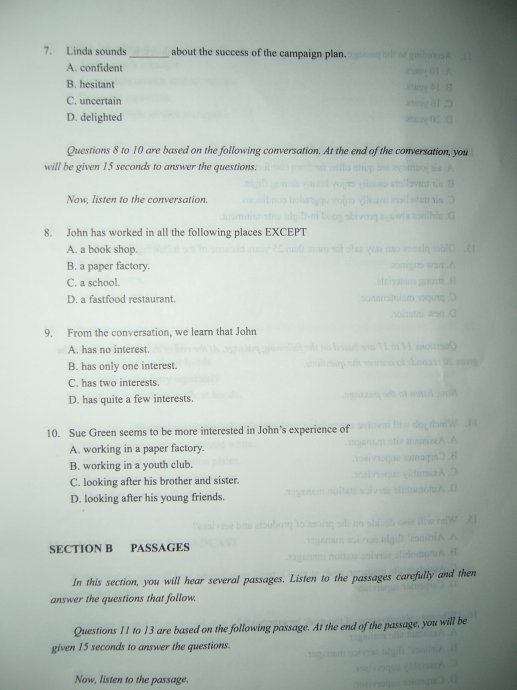 7. Linda sounds ________ about the success of the campaign plan.
A. confident
B. hesitant
C. uncertain
D. delighted
Questions 8 to 10 are based on the following conversation. At the end of the conversation, you
will be given 15 seconds to answer the questions.
Now, listen to the conversation.
8. John has worked in all the following places EXCEPT
A. a book shop.
B. a paper factory.
C. a school.
D. a fastfood restaurant.
9. From the conversation, we learn that John
A. has no interest.
B. has only one interest.
C. has two interests.
D. has quite a few interests.
10. Sue Green seems to be more interested in John's experience of
A. working in a paper factory.
B. working in a youth club.
C. looking after his brother and sister.
D. looking after his young friends.
SECTION B PASSAGES
In this section, you will hear several passages. Listen to the passages carefully and then
answer the questions that follow.
Questions 11 to 13 are based on the following passage. At the end of the passage, you will be
given 15 seconds to answer the questions.
Now, listen to the passage.